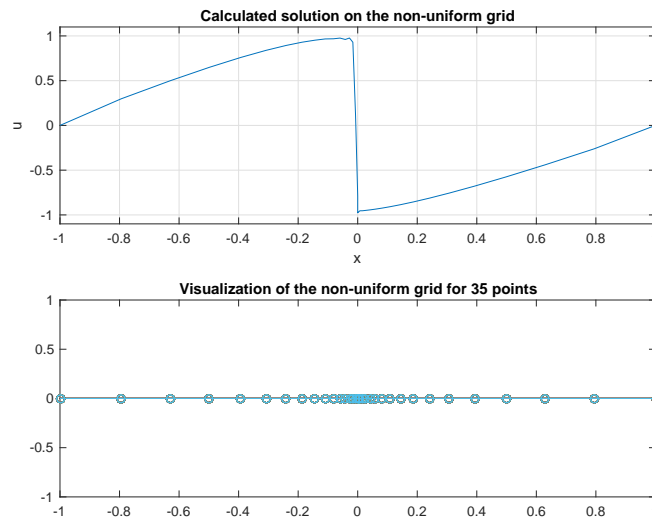 Calculated solution on the non-uniform grid
1
0.5
0
-0.5
-1
u
-1 -0.8 -0.6 -0.4 -0.2 0 0.2 0.4 0.6 0.8
x
Visualization of the non-uniform grid for 35 points
1
0.5
0
-0.5
-1
-1 -0.8 -0.6 -0.4 -0.2 0 0.2 0.4 0.6 0.8